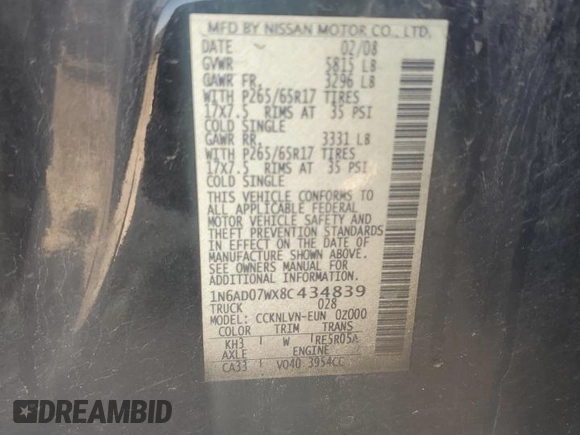 MFD BY NISSAN MOTOR CO., LTD.
DATE 02/08
GVWR 5815 LB
GAWR FR. 3296 LB
WITH P265/65R17 TIRES
17X7.5 RIMS AT 35 PSI
COLD SINGLE
GAWR RR. 3331 LB
WITH P265/65R17 TIRES
17X7.5 RIMS AT 35 PSI
COLD SINGLE
THIS VEHICLE CONFORMS TO
ALL APPLICABLE FEDERAL
MOTOR VEHICLE SAFETY AND
THEFT PREVENTION STANDARDS
IN EFFECT ON THE DATE OF
MANUFACTURE SHOWN ABOVE.
SEE OWNERS MANUAL FOR
ADDITIONAL INFORMATION.
1N6AD07WX8C434839
TRUCK 028
MODEL: CCKNLVN-EUN 0Z000
COLOR TRIM TRANS
KH3 W RE5R05A
AXLE ENGINE
CA33 VQ40 3954CC
DREAMBID